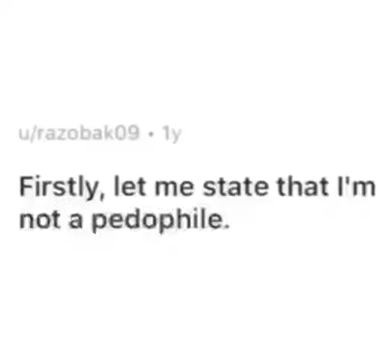 u/razobak09 • 1y
Firstly, let me state that I'm
not a pedophile.